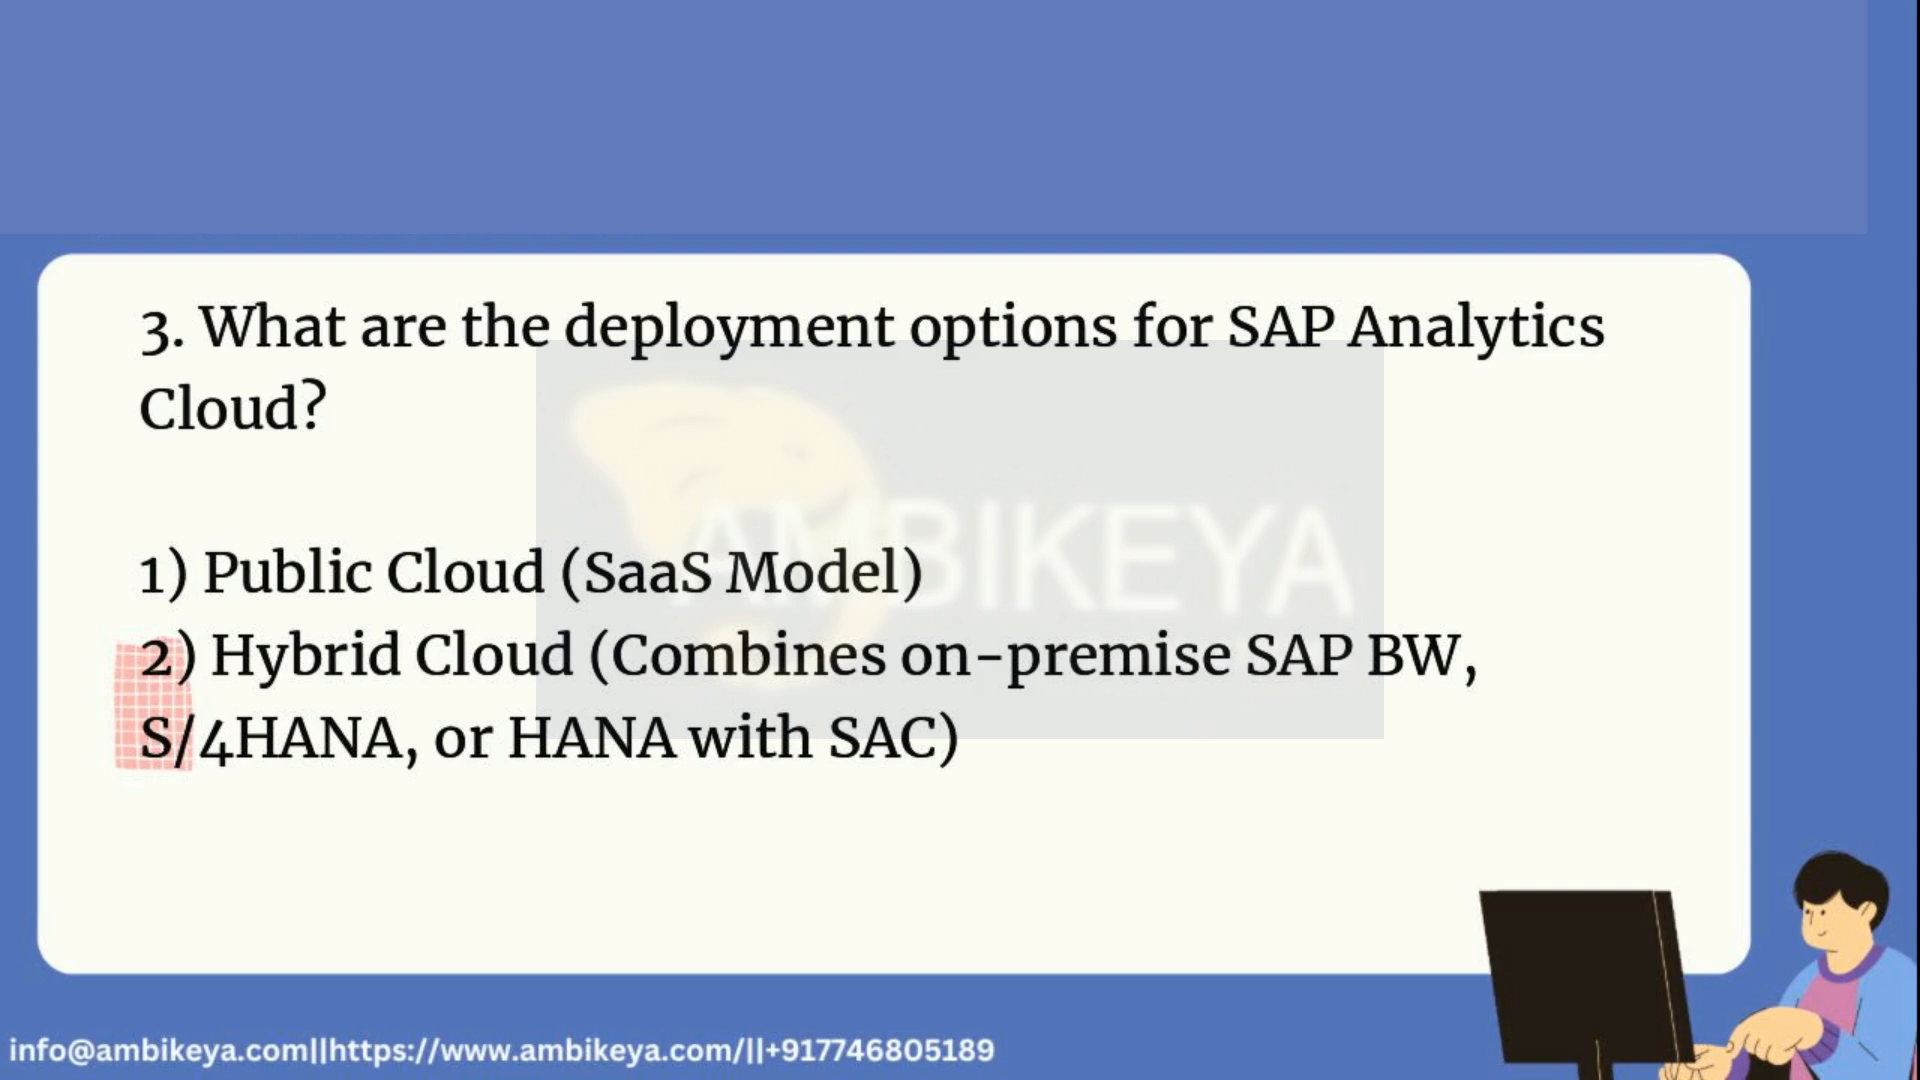 3. What are the deployment options for SAP Analytics
Cloud?
AMBIKEYA
1) Public Cloud (SaaS Model)
2) Hybrid Cloud (Combines on-premise SAP BW,
S/4HANA, or HANA with SAC)
info@ambikeya.com||https://www.ambikeya.com/||+917746805189